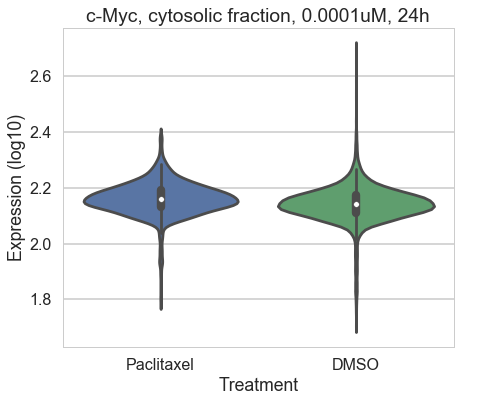 c-Myc, cytosolic fraction, 0.0001uM, 24h
Expression (log10)
2.6
2.4
2.2
2.0
1.8
Paclitaxel
DMSO
Treatment